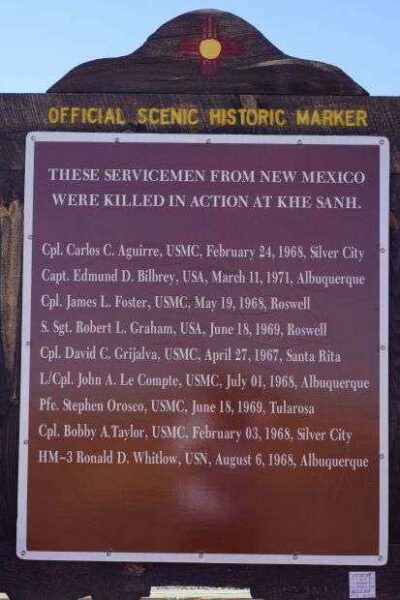 OFFICIAL SCENIC HISTORIC MARKER
THESE SERVICEMEN FROM NEW MEXICO
WERE KILLED IN ACTION AT KHE SANH.
Cpl. Carlos C. Aguirre, USMC, February 24, 1968, Silver City
Capt. Edmund D. Bilbrey, USA, March 11, 1971, Albuquerque
Cpl. James L. Foster, USMC, May 19, 1968, Roswell
S. Sgt. Robert L. Graham, USA, June 18, 1969, Roswell
Cpl. David C. Grijalva, USMC, April 27, 1967, Santa Rita
L/Cpl. John A. Le Compte, USMC, July 01, 1968, Albuquerque
Pfc. Stephen Orosco, USMC, June 18, 1969, Tularosa
Cpl. Bobby A.Taylor, USMC, February 03, 1968, Silver City
HM-3 Ronald D. Whitlow, USN, August 6, 1968, Albuquerque